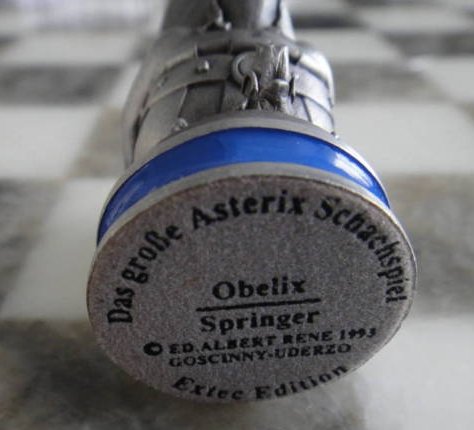 Das große Asterix Schachspiel
Obelix
Springer
© ED.ALBERT RENE 1993
GOSCINNY-UDERZO
Extec Edition